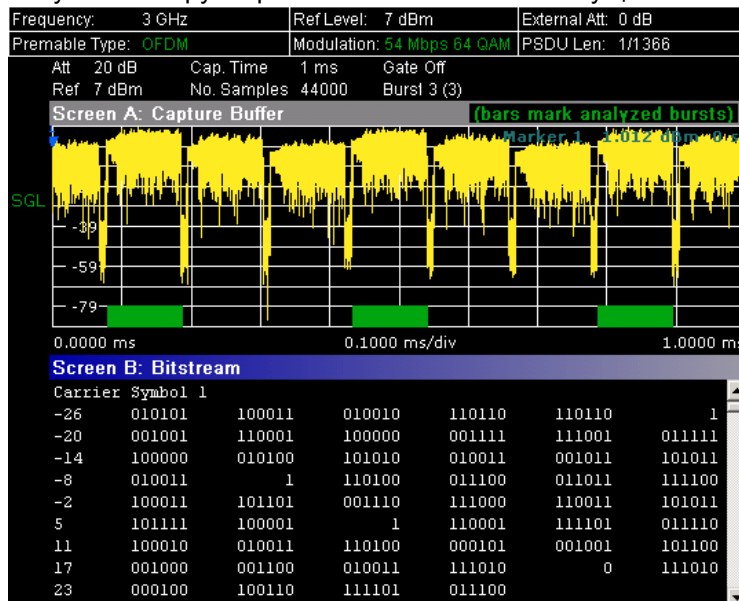 Frequency: 3 GHz Ref Level: 7 dBm External Att: 0 dB
Premable Type: OFDM Modulation: 54 Mbps 64 QAM PSDU Len: 1/1366
Att 20 dB Cap. Time 1 ms Gate Off
Ref 7 dBm No. Samples 44000 Burst 3 (3)
Screen A: Capture Buffer (bars mark analyzed bursts)
Marker 1 1.012 dBm 0 s
SGL
-39
-59
-79
0.0000 ms 0.1000 ms/div 1.0000 ms
Screen B: Bitstream
Carrier Symbol 1
-26 010101 100011 010010 110110 110110 1
-20 001001 110001 100000 001111 111001 011111
-14 100000 010100 101010 010011 001011 101011
-8 010011 1 110100 011100 011011 111100
-2 100011 101101 001110 111000 110011 101011
5 101111 100001 1 110001 111101 011110
11 100010 010011 110100 000101 001001 101100
17 001000 001100 010011 111010 0 111010
23 000100 100110 111101 011100